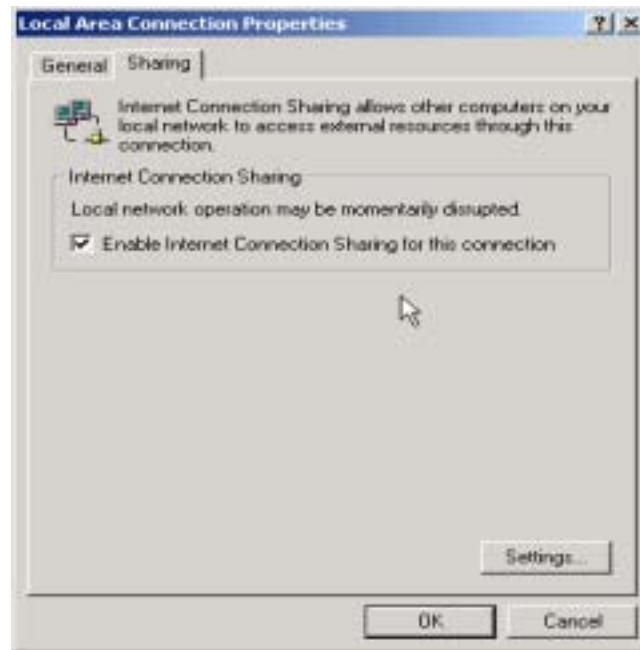 Local Area Connection Properties
General Sharing
Internet Connection Sharing allows other computers on your
local network to access external resources through this
connection.
Internet Connection Sharing
Local network operation may be momentarily disrupted.
Enable Internet Connection Sharing for this connection
Settings...
OK Cancel